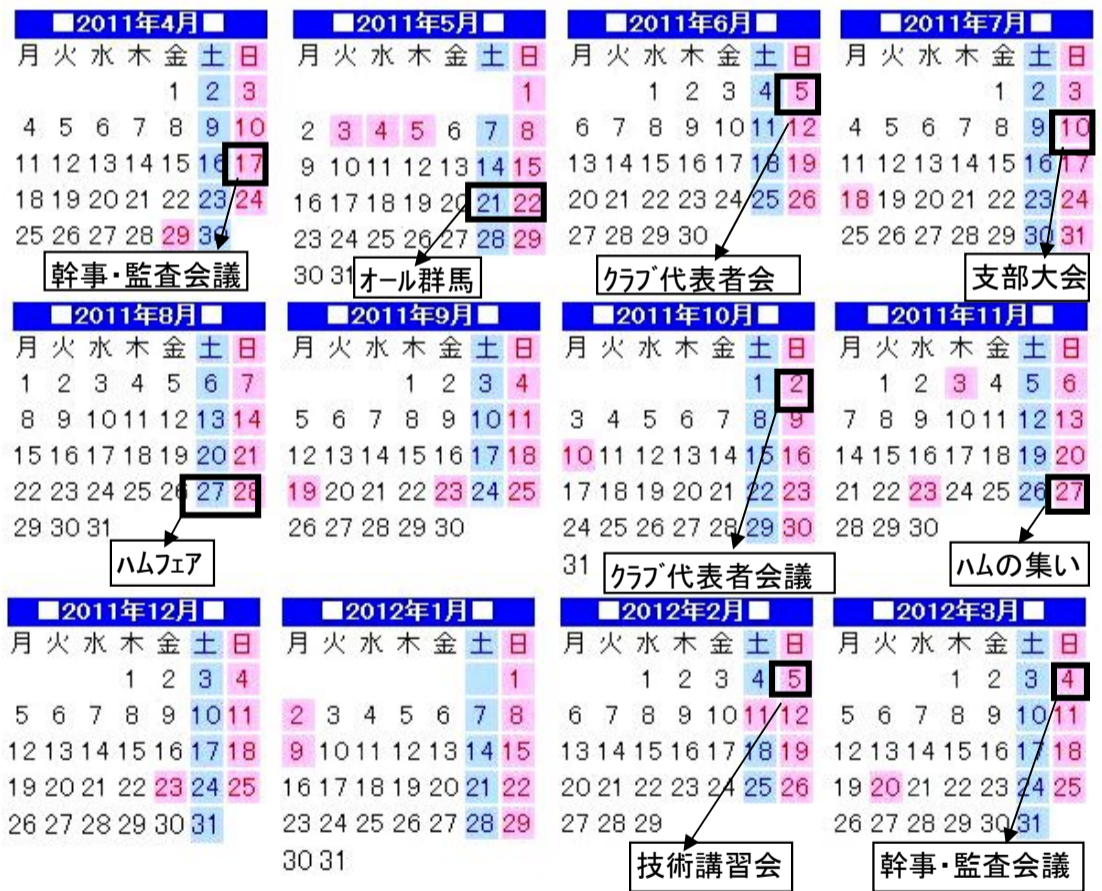 ■2011年4月■
月 火 水 木 金 土 日
1 2 3
4 5 6 7 8 9 10
11 12 13 14 15 16 17
18 19 20 21 22 23 24
25 26 27 28 29 30
幹事・監査会議
■2011年5月■
月 火 水 木 金 土 日
1
2 3 4 5 6 7 8
9 10 11 12 13 14 15
16 17 18 19 20 21 22
23 24 25 26 27 28 29
30 31
オール群馬
■2011年6月■
月 火 水 木 金 土 日
1 2 3 4 5
6 7 8 9 10 11 12
13 14 15 16 17 18 19
20 21 22 23 24 25 26
27 28 29 30
クラブ代表者会
■2011年7月■
月 火 水 木 金 土 日
1 2 3
4 5 6 7 8 9 10
11 12 13 14 15 16 17
18 19 20 21 22 23 24
25 26 27 28 29 30 31
支部大会
■2011年8月■
月 火 水 木 金 土 日
1 2 3 4 5 6 7
8 9 10 11 12 13 14
15 16 17 18 19 20 21
22 23 24 25 26 27 28
29 30 31
ハムフェア
■2011年9月■
月 火 水 木 金 土 日
1 2 3 4
5 6 7 8 9 10 11
12 13 14 15 16 17 18
19 20 21 22 23 24 25
26 27 28 29 30
■2011年10月■
月 火 水 木 金 土 日
1 2
3 4 5 6 7 8 9
10 11 12 13 14 15 16
17 18 19 20 21 22 23
24 25 26 27 28 29 30
31
クラブ代表者会議
■2011年11月■
月 火 水 木 金 土 日
1 2 3 4 5 6
7 8 9 10 11 12 13
14 15 16 17 18 19 20
21 22 23 24 25 26 27
28 29 30
ハムの集い
■2011年12月■
月 火 水 木 金 土 日
1 2 3 4
5 6 7 8 9 10 11
12 13 14 15 16 17 18
19 20 21 22 23 24 25
26 27 28 29 30 31
■2012年1月■
月 火 水 木 金 土 日
1
2 3 4 5 6 7 8
9 10 11 12 13 14 15
16 17 18 19 20 21 22
23 24 25 26 27 28 29
30 31
■2012年2月■
月 火 水 木 金 土 日
1 2 3 4 5
6 7 8 9 10 11 12
13 14 15 16 17 18 19
20 21 22 23 24 25 26
27 28 29
技術講習会
■2012年3月■
月 火 水 木 金 土 日
1 2 3 4
5 6 7 8 9 10 11
12 13 14 15 16 17 18
19 20 21 22 23 24 25
26 27 28 29 30 31
幹事・監査会議